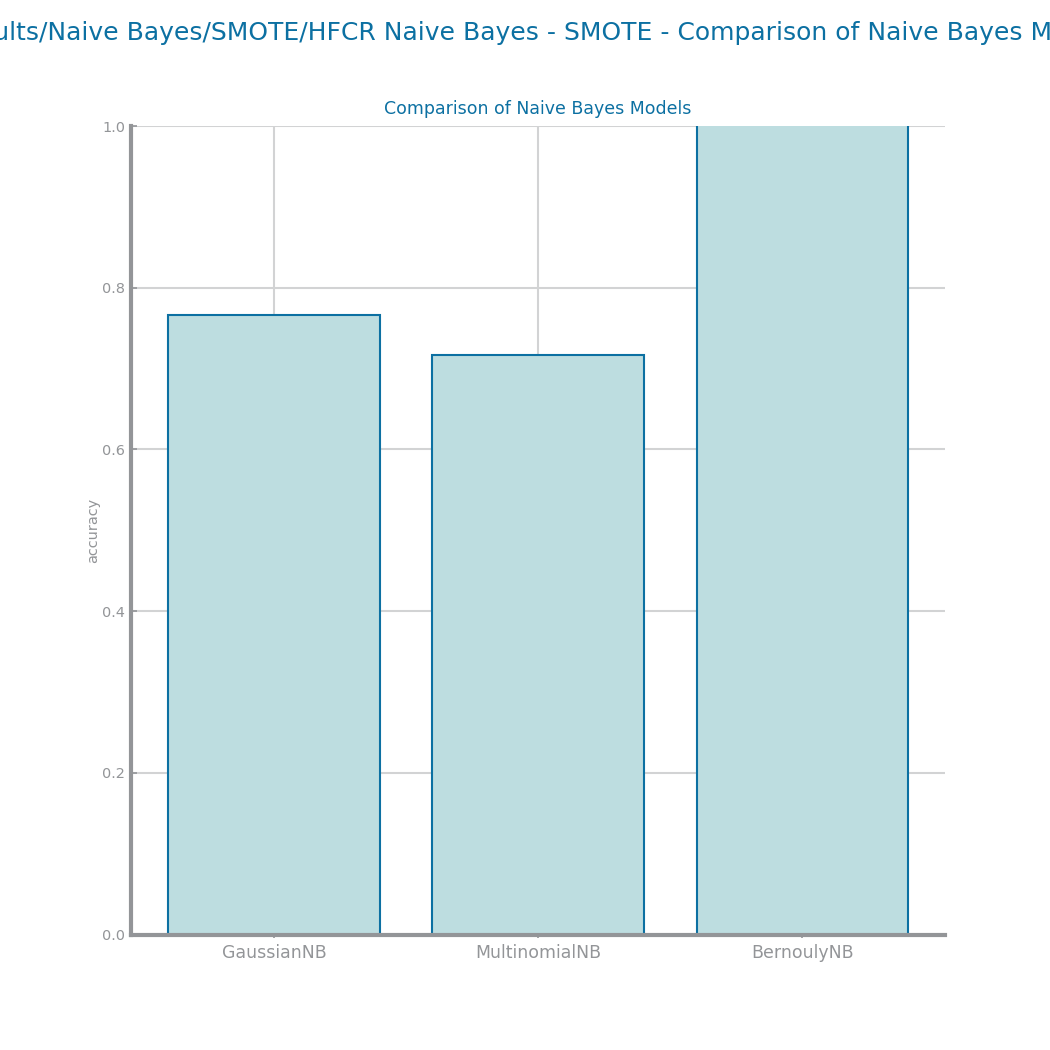 ults/Naive Bayes/SMOTE/HFCR Naive Bayes - SMOTE - Comparison of Naive Bayes M
Comparison of Naive Bayes Models
1.0
0.8
0.6
0.4
0.2
0.0
accuracy
GaussianNB MultinomialNB BernoulyNB